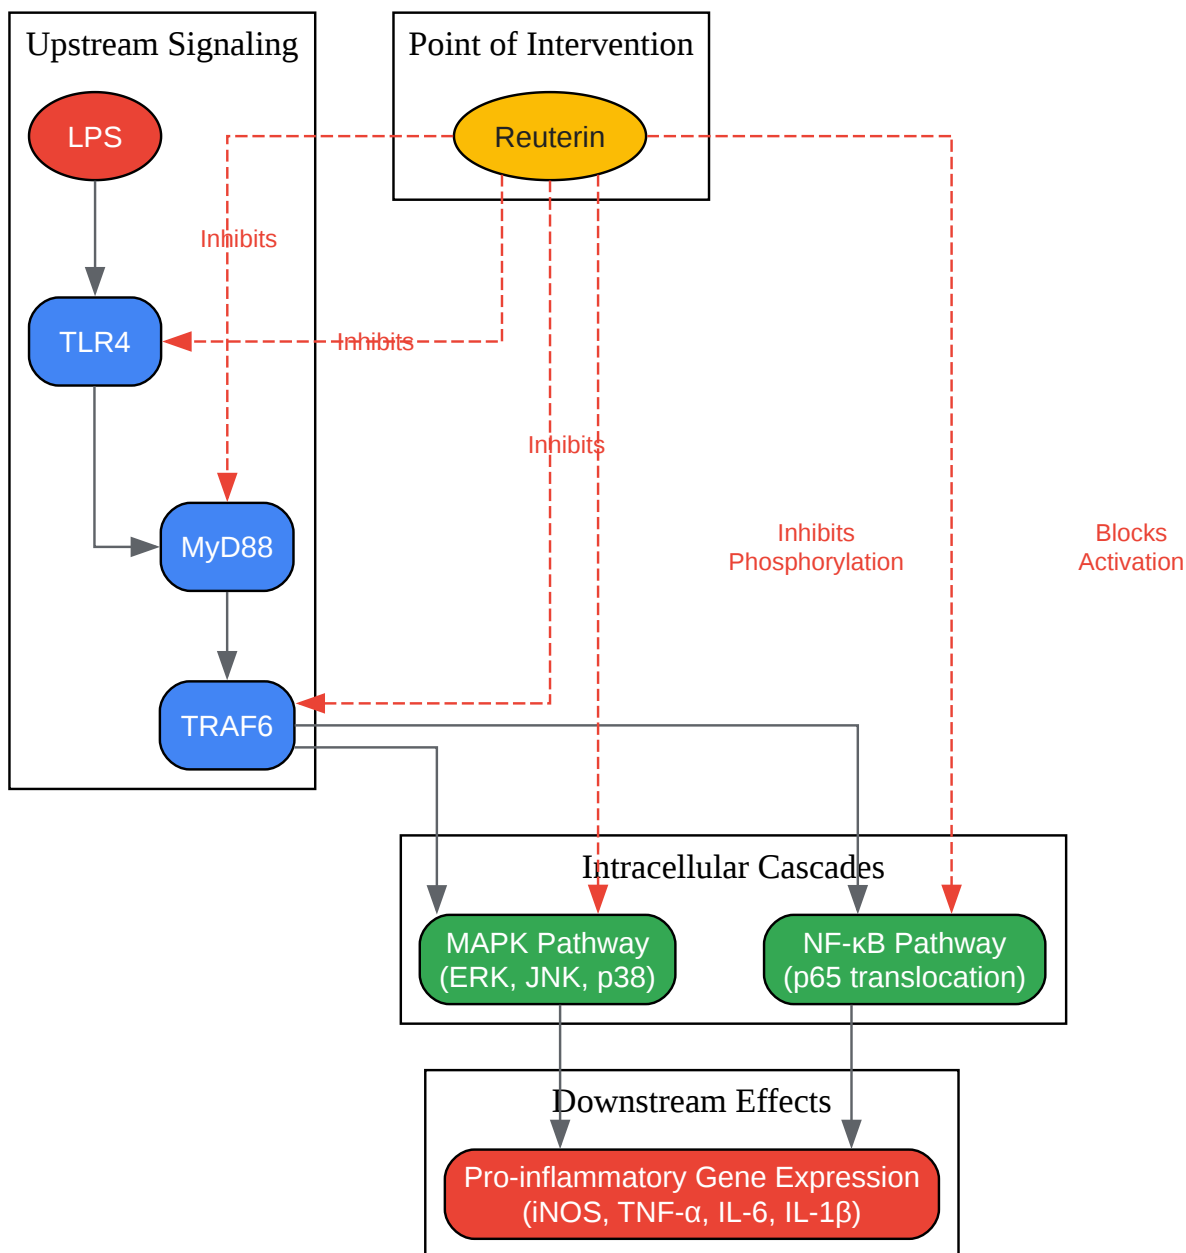 Upstream Signaling
Point of Intervention
LPS
Reuterin
Inhibits
TLR4
Inhibits
Inhibits
MyD88
Inhibits
Phosphorylation
Blocks
Activation
TRAF6
Intracellular Cascades
MAPK Pathway
(ERK, JNK, p38)
NF-κB Pathway
(p65 translocation)
Downstream Effects
Pro-inflammatory Gene Expression
(iNOS, TNF-α, IL-6, IL-1β)